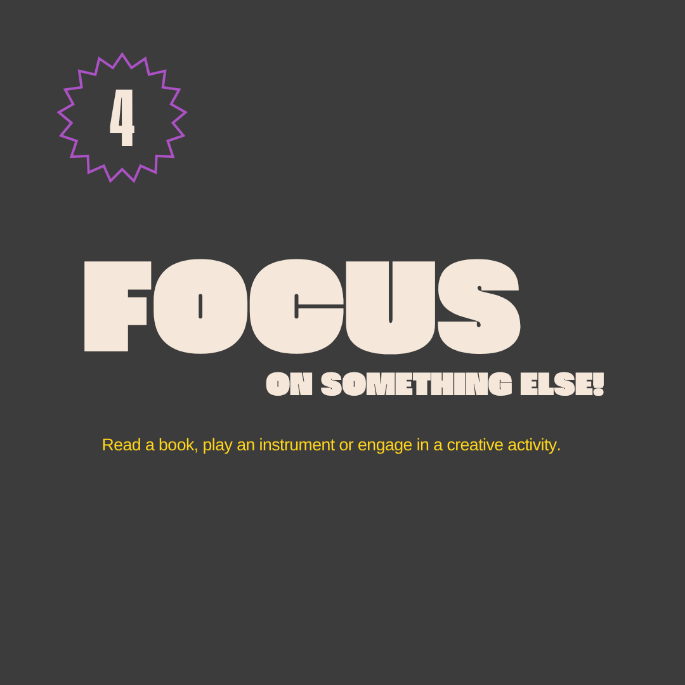 4
FOCUS
ON SOMETHING ELSE!
Read a book, play an instrument or engage in a creative activity.